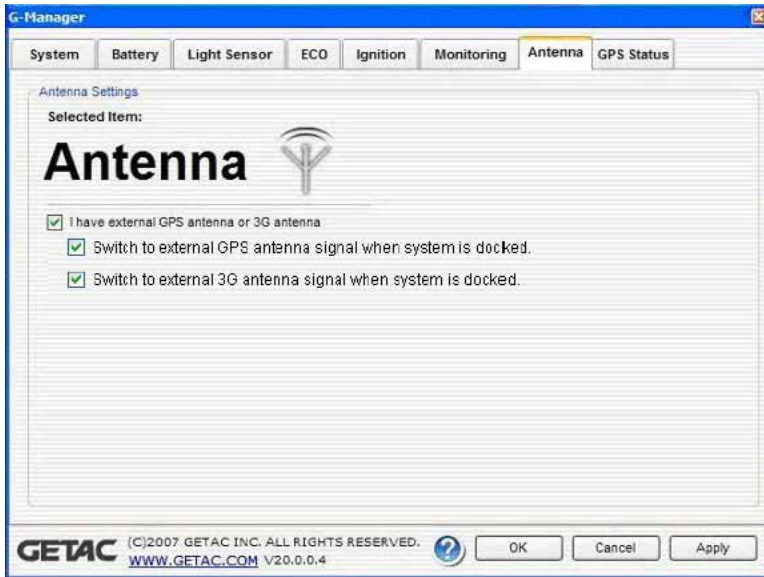 G-Manager
System Battery Light Sensor ECO Ignition Monitoring Antenna GPS Status
Antenna Settings
Selected Item:
Antenna
I have external GPS antenna or 3G antenna
Switch to external GPS antenna signal when system is docked.
Switch to external 3G antenna signal when system is docked.
GETAC (C)2007 GETAC INC. ALL RIGHTS RESERVED.
WWW.GETAC.COM V20.0.0.4
? OK Cancel Apply